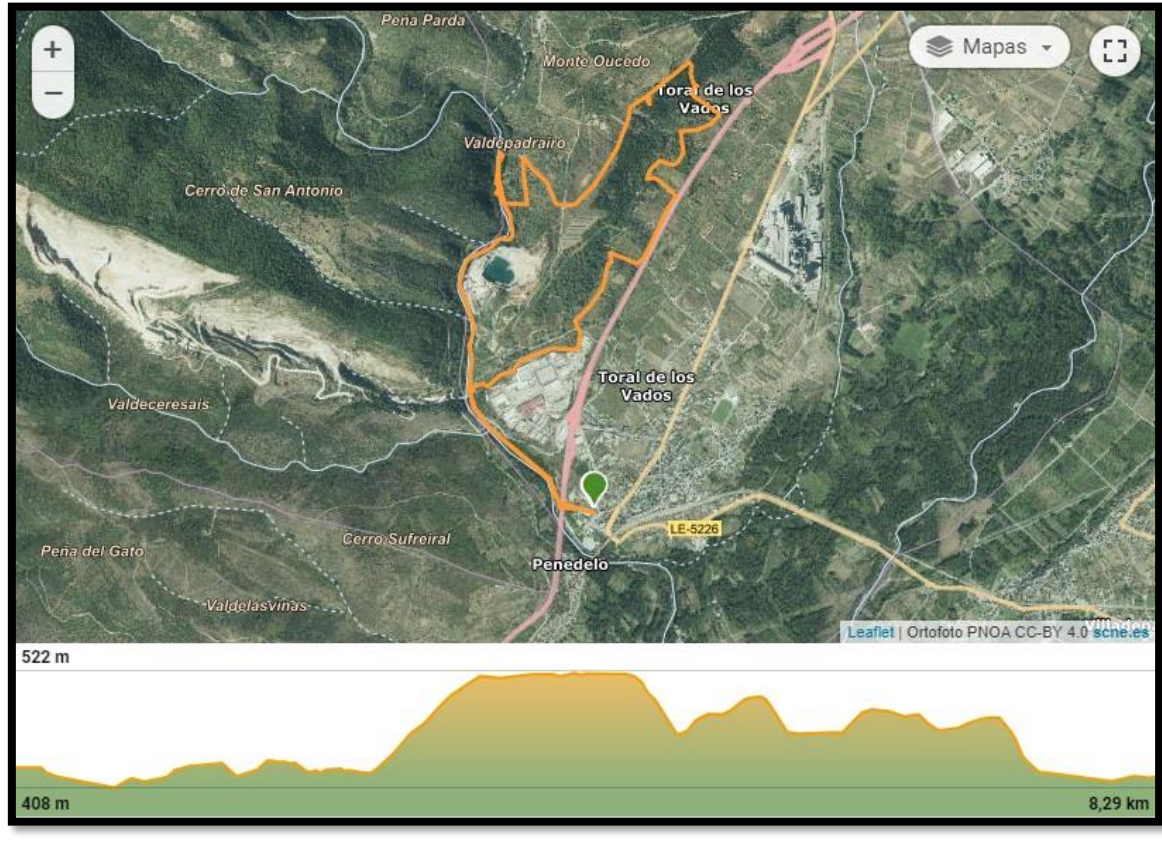 +
−
Peña Parda
Mapas
Monte Oucedo
Toral de los
Vados
Valdepadrairo
Cerro de San Antonio
Toral de los
Vados
Valdeceresais
LE-5226
Cerro Sufreiral
Peña del Gato
Penedelo
Valdelasvinas
Leaflet | Ortofoto PNOA CC-BY 4.0 scne.es
522 m
408 m
8,29 km